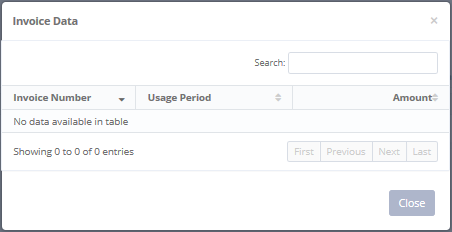 Invoice Data ×
Search:
Invoice Number Usage Period Amount
No data available in table
Showing 0 to 0 of 0 entries First Previous Next Last
Close